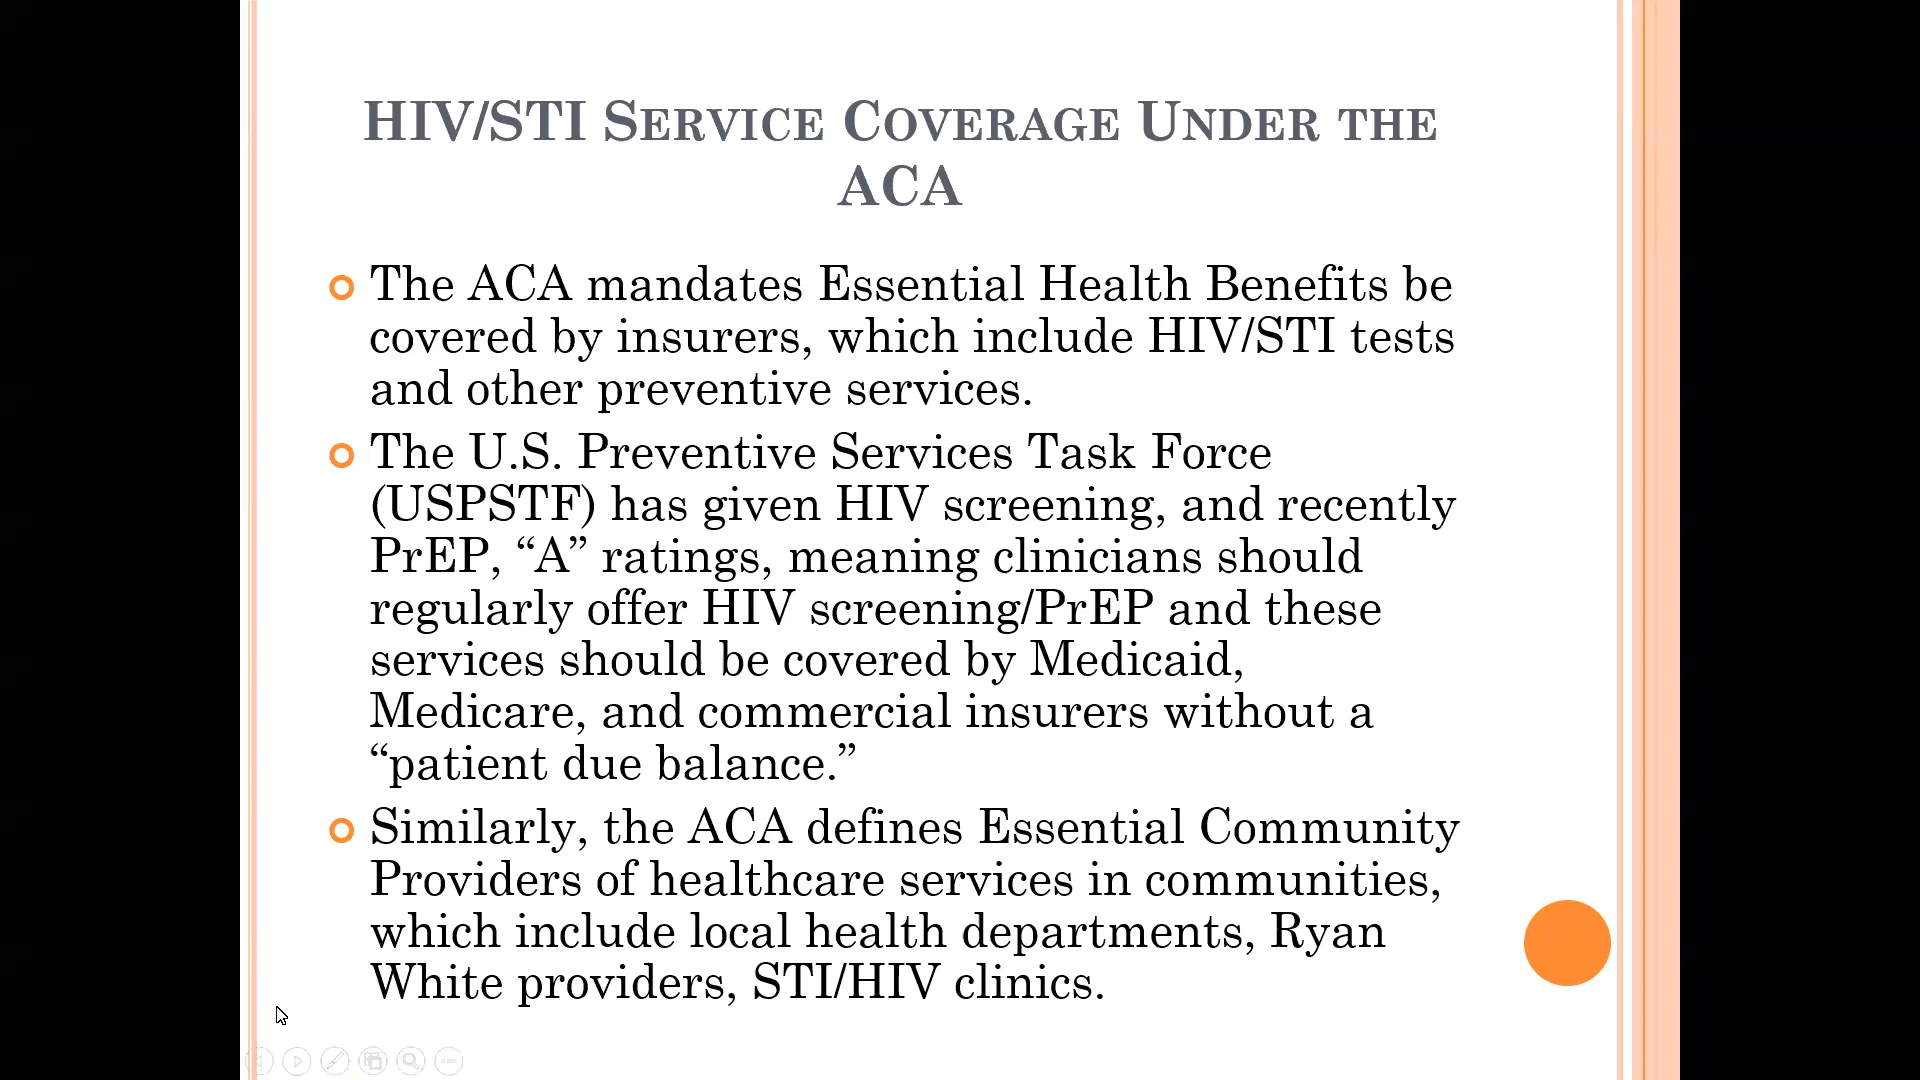 HIV/STI Service Coverage Under the
ACA
The ACA mandates Essential Health Benefits be
covered by insurers, which include HIV/STI tests
and other preventive services.
The U.S. Preventive Services Task Force
(USPSTF) has given HIV screening, and recently
PrEP, “A” ratings, meaning clinicians should
regularly offer HIV screening/PrEP and these
services should be covered by Medicaid,
Medicare, and commercial insurers without a
“patient due balance.”
Similarly, the ACA defines Essential Community
Providers of healthcare services in communities,
which include local health departments, Ryan
White providers, STI/HIV clinics.